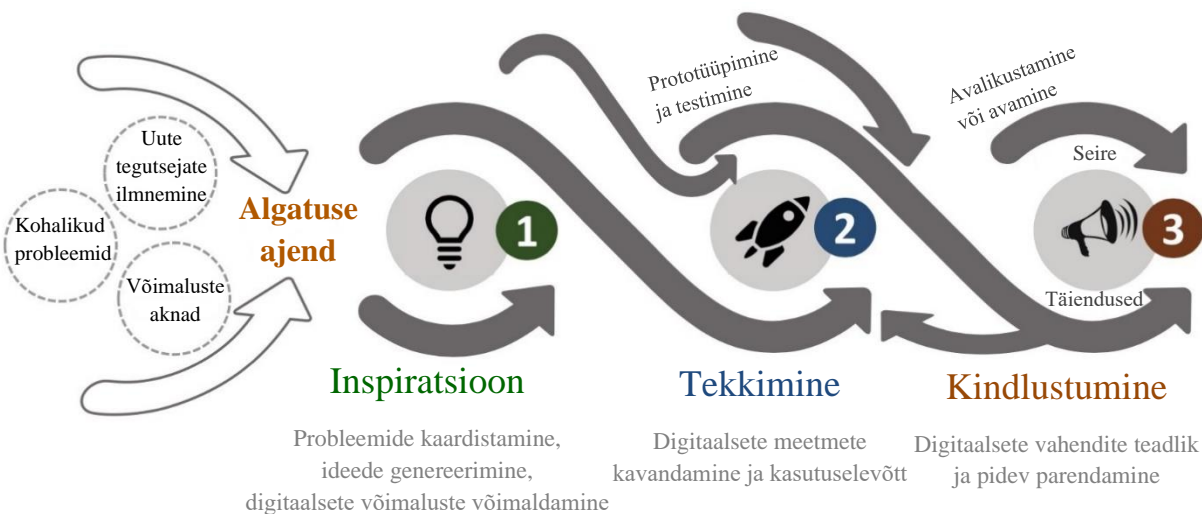 Uute
tegutsejate
ilmnemine
Kohalikud
probleemid
Võimaluste
aknad
Algatuse
ajend
1
Prototüüpimine
ja testimine
2
Avalikustamine
või avamine
Seire
3
Täiendused
Inspiratsioon
Probleemide kaardistamine,
ideede genereerimine,
digitaalsete võimaluste võimaldamine
Tekkimine
Digitaalsete meetmete
kavandamine ja kasutuselevõtt
Kindlustumine
Digitaalsete vahendite teadlik
ja pidev parendamine